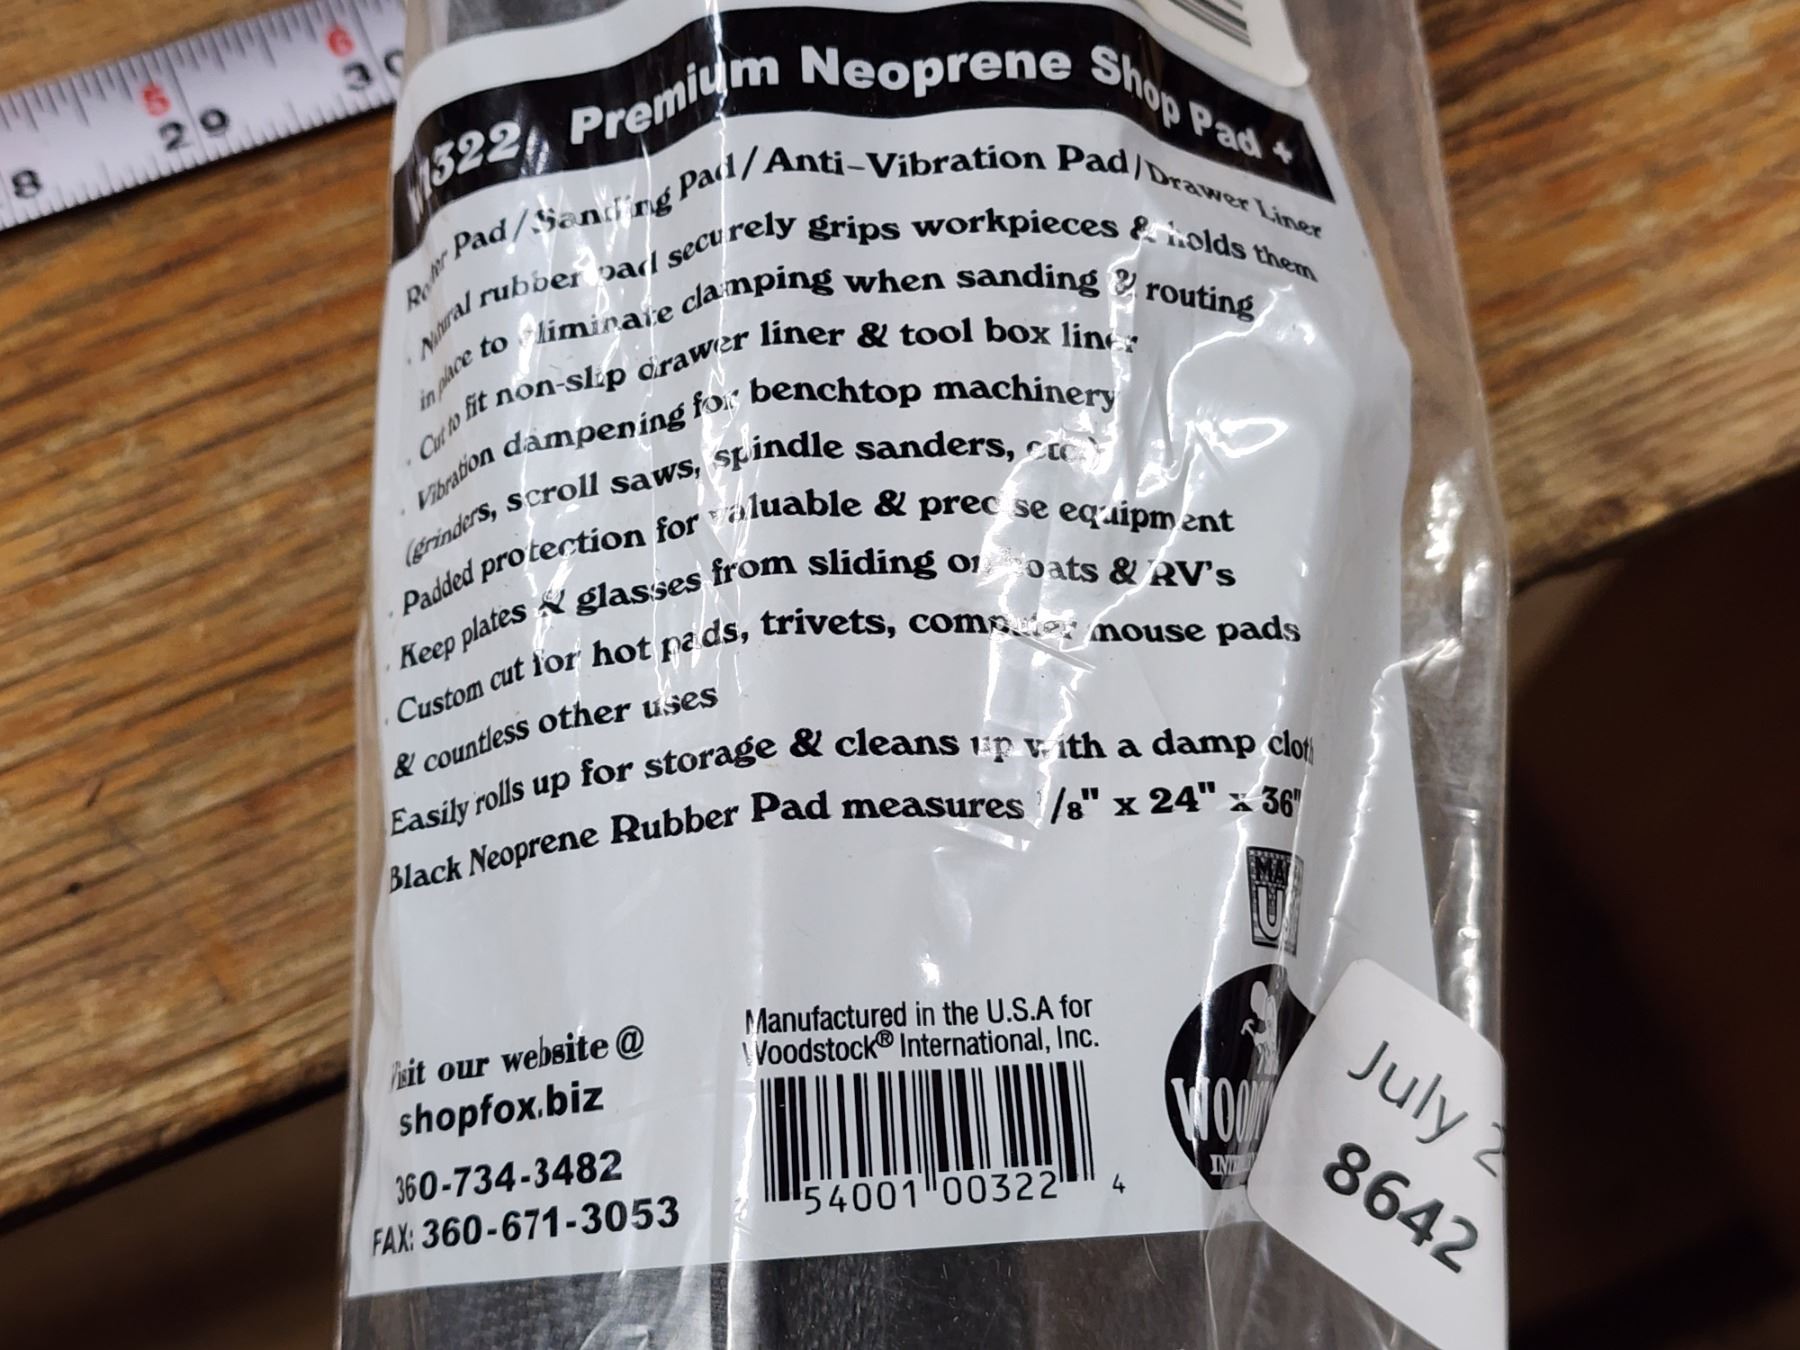 8
5
20
6
30
Premium Neoprene Shop Pad +
Router Pad/Sanding Pad/Anti-Vibration Pad/Drawer Liner
· Natural rubber pad securely grips workpieces & holds them
in place to eliminate clamping when sanding & routing
· Cut to fit non-slip drawer liner & tool box liner
· Vibration dampening for benchtop machinery
(grinders, scroll saws, spindle sanders, etc.)
· Padded protection for valuable & precise equipment
· Keep plates & glasses from sliding on boats & RV's
· Custom cut for hot pads, trivets, computer mouse pads
& countless other uses
Easily rolls up for storage & cleans up with a damp cloth
Black Neoprene Rubber Pad measures 1/8" x 24" x 36"
Manufactured in the U.S.A for
Woodstock® International, Inc.
Visit our website @
shopfox.biz
360-734-3482
FAX: 360-671-3053
54001 00322 4
July 2
8642